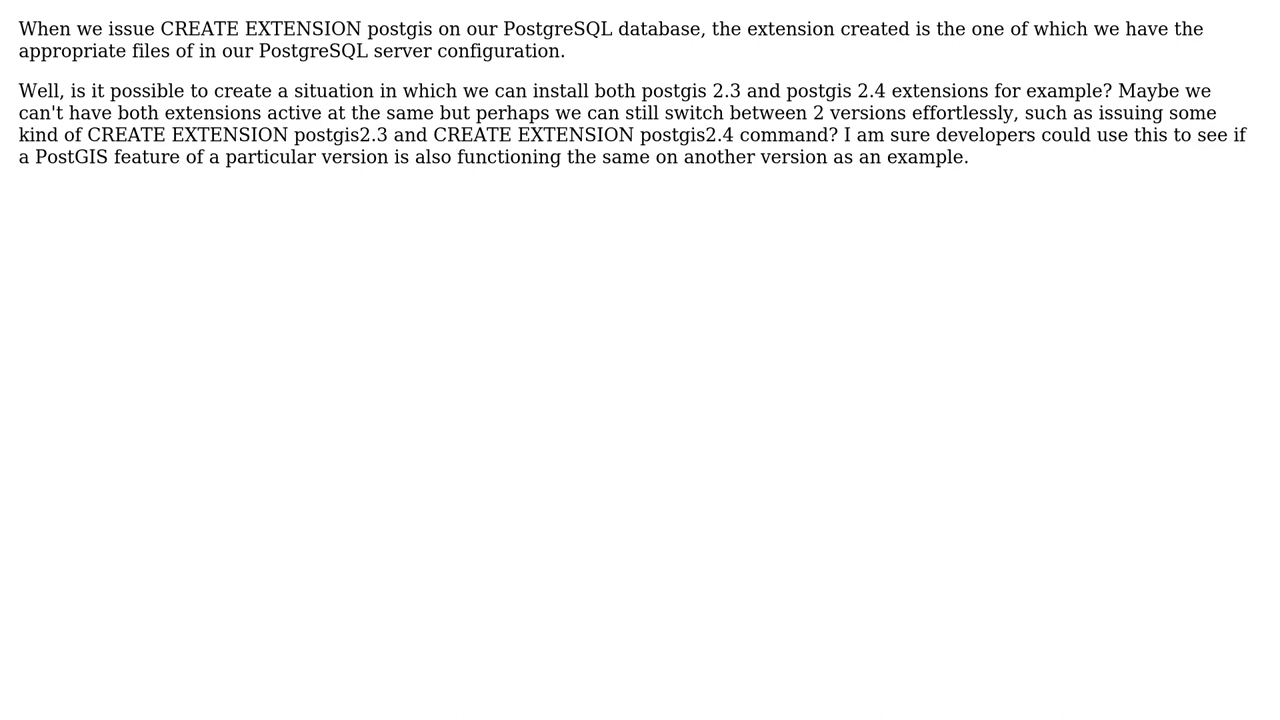 When we issue CREATE EXTENSION postgis on our PostgreSQL database, the extension created is the one of which we have the
appropriate files of in our PostgreSQL server configuration.
Well, is it possible to create a situation in which we can install both postgis 2.3 and postgis 2.4 extensions for example? Maybe we
can't have both extensions active at the same but perhaps we can still switch between 2 versions effortlessly, such as issuing some
kind of CREATE EXTENSION postgis2.3 and CREATE EXTENSION postgis2.4 command? I am sure developers could use this to see if
a PostGIS feature of a particular version is also functioning the same on another version as an example.